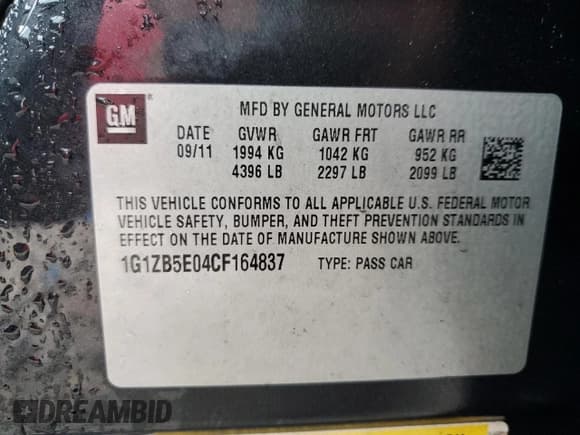 GM
®
MFD BY GENERAL MOTORS LLC
DATE GVWR GAWR FRT GAWR RR
09/11 1994 KG 1042 KG 952 KG
4396 LB 2297 LB 2099 LB
THIS VEHICLE CONFORMS TO ALL APPLICABLE U.S. FEDERAL MOTOR
VEHICLE SAFETY, BUMPER, AND THEFT PREVENTION STANDARDS IN
EFFECT ON THE DATE OF MANUFACTURE SHOWN ABOVE.
1G1ZB5E04CF164837 TYPE: PASS CAR
DREAMBID